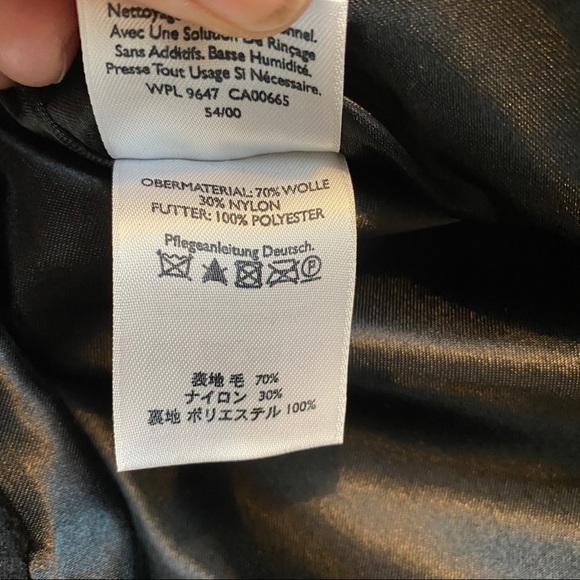 Avec Une Solution De Rinçage
Sans Additifs. Basse Humidité.
Presse Tout Usage Si Nécessaire.
WPL 9647 CA00665
54/00
OBERMATERIAL: 70% WOLLE
30% NYLON
FUTTER: 100% POLYESTER
Pflegeanleitung Deutsch.
P
表地 毛 70%
ナイロン 30%
裏地 ポリエステル 100%